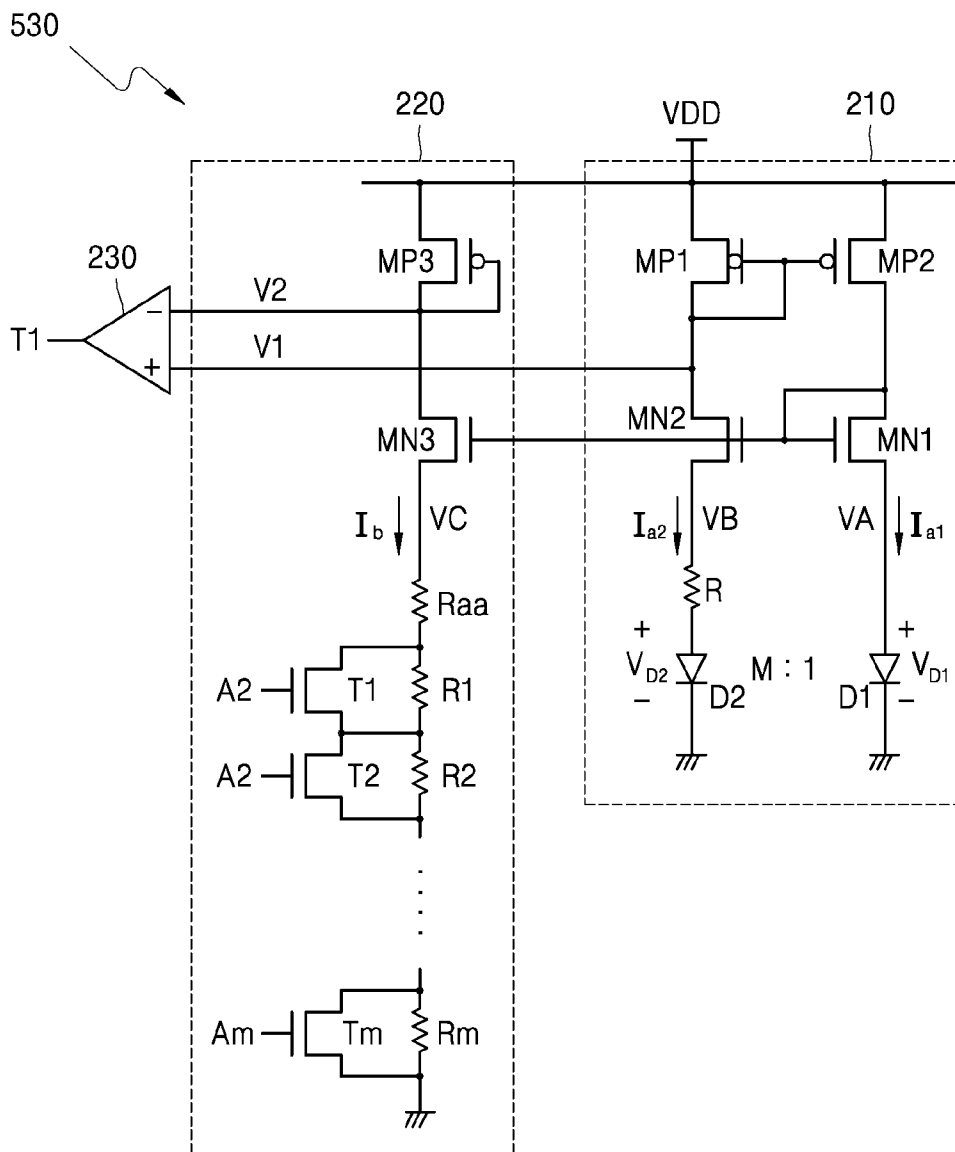 530
220
210
VDD
230
MP3
MP1
MP2
V2
−
T1
V1
+
MN3
MN2
MN1
Ib
VC
Ia2
VB
VA
Ia1
Raa
R
+
+
A2
T1
R1
VD2
M : 1
VD1
−
D2
D1
−
A2
T2
R2
Am
Tm
Rm